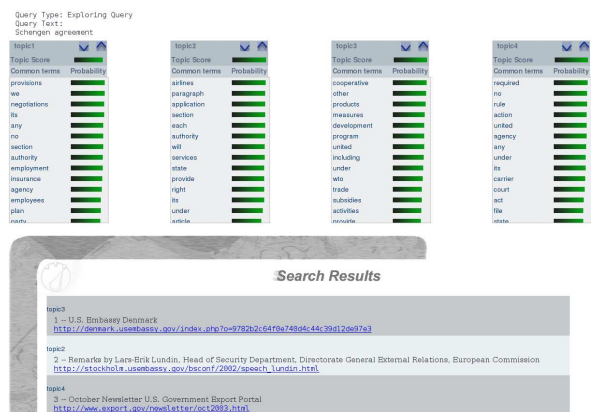 Query Type: Exploring Query
Query Text:
Schengen agreement
topic1
Topic Score
Common terms Probability
provisions
we
negotiations
its
any
no
section
authority
employment
insurance
agency
employees
plan
party
topic2
Topic Score
Common terms Probability
airlines
paragraph
application
section
each
authority
will
services
state
provide
right
its
under
article
topic3
Topic Score
Common terms Probability
cooperative
other
products
measures
development
program
united
including
under
wto
trade
subsidies
activities
provide
topic4
Topic Score
Common terms Probability
required
no
rule
action
united
agency
any
under
its
carrier
court
act
file
state
Search Results
topic3
1 -- U.S. Embassy Denmark
http://denmark.usembassy.gov/index.php?o=9782b2c64f0e740d4c44c39d12de97e3
topic2
2 -- Remarks by Lars-Erik Lundin, Head of Security Department, Directorate General External Relations, European Commission
http://stockholm.usembassy.gov/bsconf/2002/speech_lundin.html
topic4
3 -- October Newsletter U.S. Government Export Portal
http://www.export.gov/newsletter/oct2003.html